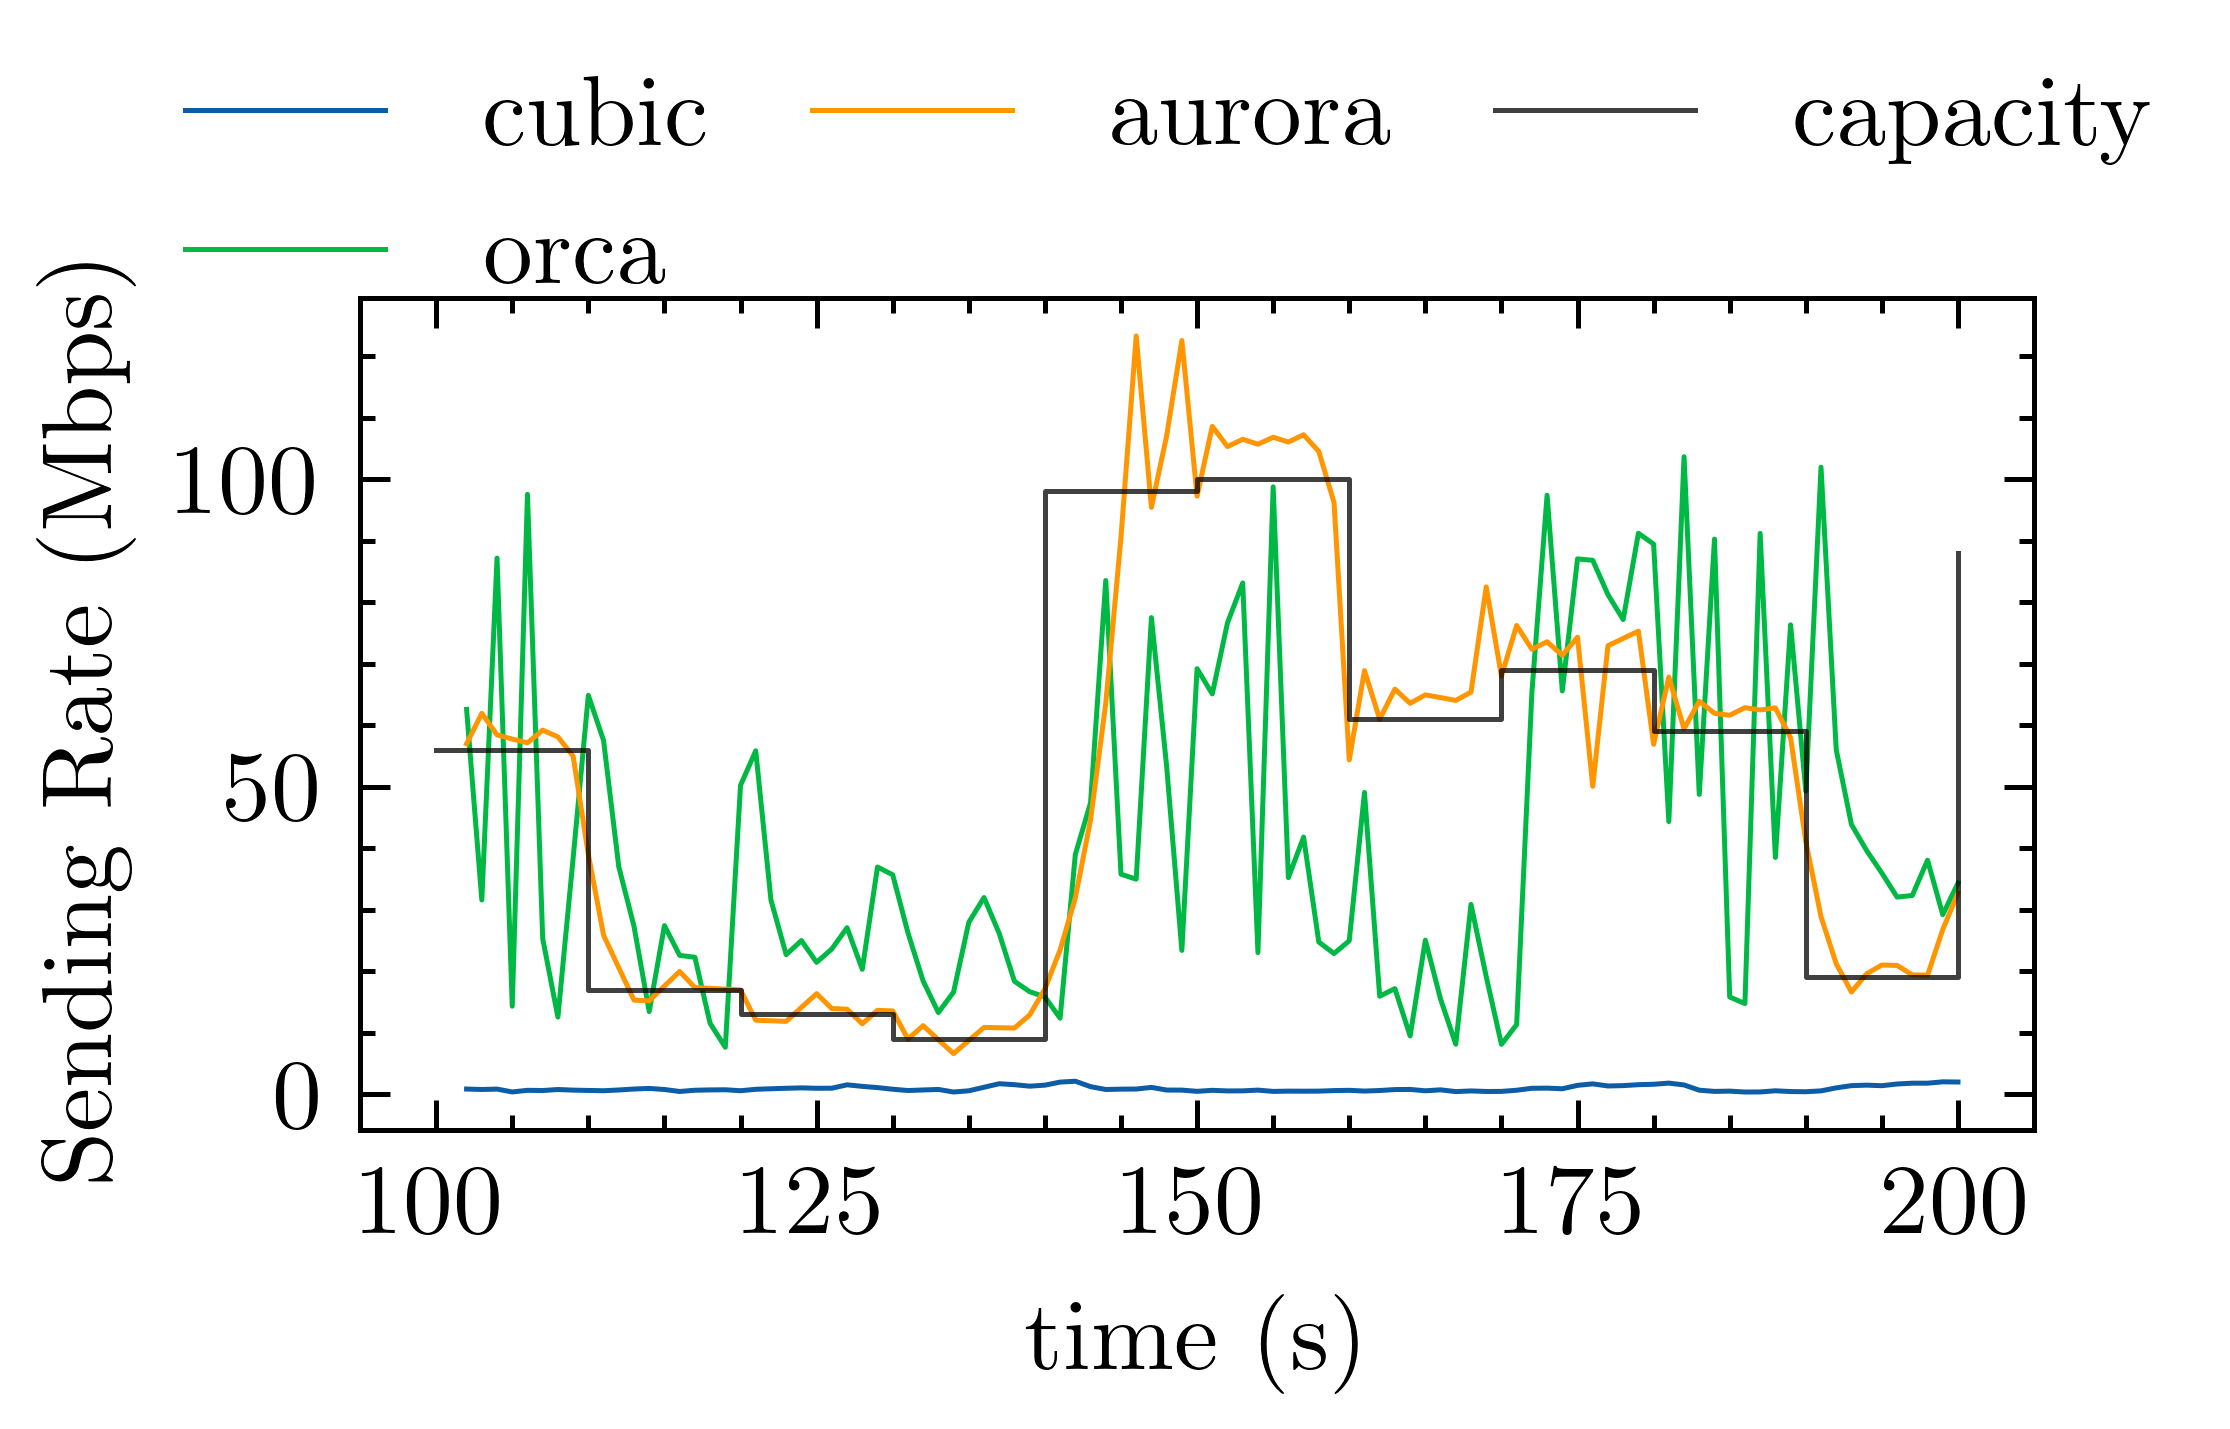 cubic aurora capacity
orca
Sending Rate (Mbps)
100
50
0
100 125 150 175 200
time (s)